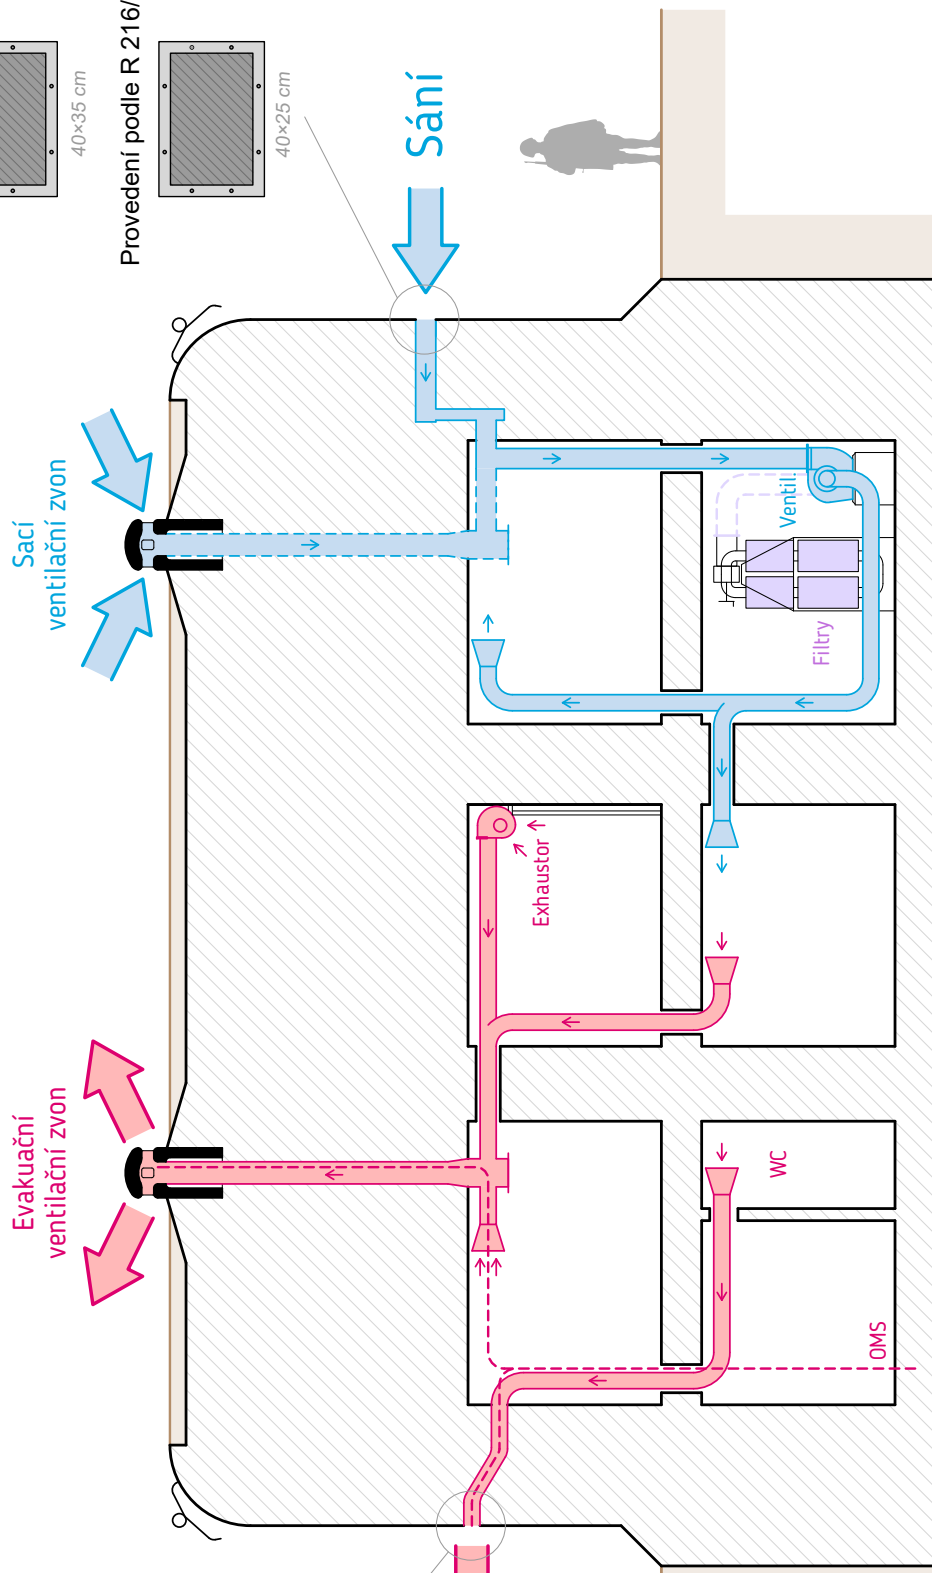 40×35 cm
Provedení podle R 216/
40×25 cm
Sání
Sací
ventilační zvon
Ventil.
Filtry
Exhaustor
Evakuační
ventilační zvon
WC
OMS